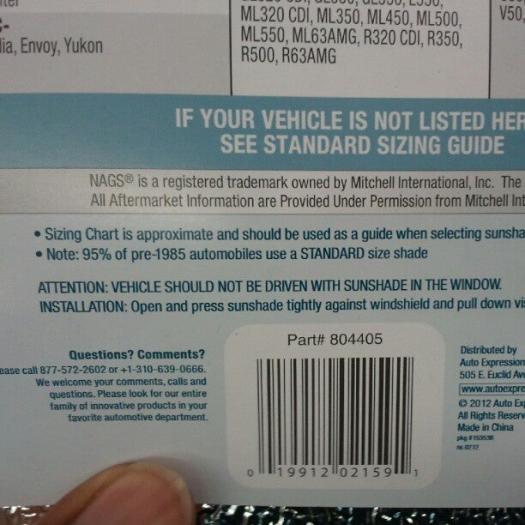 ML320 CDI, ML350, ML450, ML500,
V50,
C-
lia, Envoy, Yukon
ML550, ML63AMG, R320 CDI, R350,
R500, R63AMG
IF YOUR VEHICLE IS NOT LISTED HER
SEE STANDARD SIZING GUIDE
NAGS® is a registered trademark owned by Mitchell International, Inc. The
All Aftermarket Information are Provided Under Permission from Mitchell Int
• Sizing Chart is approximate and should be used as a guide when selecting sunsha
• Note: 95% of pre-1985 automobiles use a STANDARD size shade
ATTENTION: VEHICLE SHOULD NOT BE DRIVEN WITH SUNSHADE IN THE WINDOW.
INSTALLATION: Open and press sunshade tightly against windshield and pull down vi
Questions? Comments?
ease call 877-572-2602 or +1-310-639-0666.
We welcome your comments, calls and
questions. Please look for our entire
family of innovative products in your
favorite automotive department.
Part# 804405
0 19912 02159 1
Distributed by
Auto Expression
505 E. Euclid Av
www.autoexpre
© 2012 Auto Ex
All Rights Reserv
Made in China